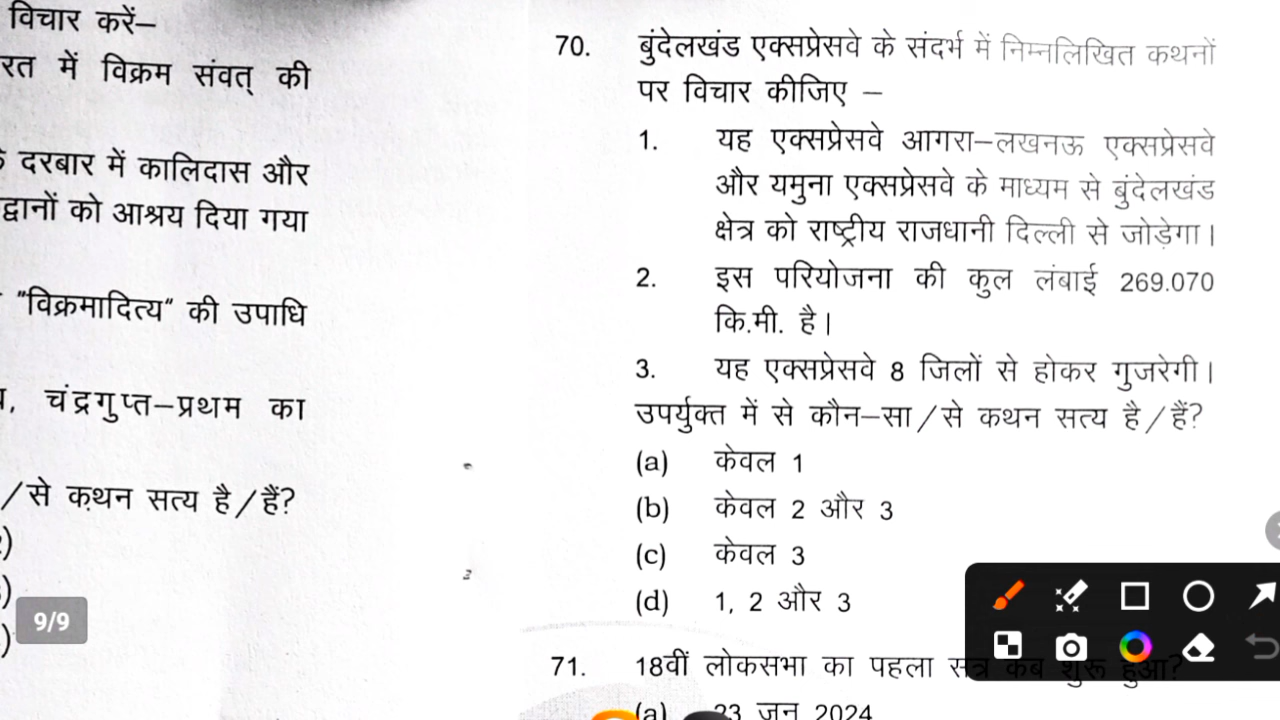 विचार करें–
रत में विक्रम संवत् की
दरबार में कालिदास और
द्वानों को आश्रय दिया गया
"विक्रमादित्य" की उपाधि
चंद्रगुप्त–प्रथम का
/से कथन सत्य है/हैं?
9/9
70. बुंदेलखंड एक्सप्रेसवे के संदर्भ में निम्नलिखित कथनों
पर विचार कीजिए –
1. यह एक्सप्रेसवे आगरा–लखनऊ एक्सप्रेसवे
और यमुना एक्सप्रेसवे के माध्यम से बुंदेलखंड
क्षेत्र को राष्ट्रीय राजधानी दिल्ली से जोड़ेगा।
2. इस परियोजना की कुल लंबाई 269.070
कि.मी. है।
3. यह एक्सप्रेसवे 8 जिलों से होकर गुजरेगी।
उपर्युक्त में से कौन–सा/से कथन सत्य है/हैं?
(a) केवल 1
(b) केवल 2 और 3
(c) केवल 3
(d) 1, 2 और 3
71. 18वीं लोकसभा का पहला सत्र कब शुरू हुआ?
(a) 23 जून 2024